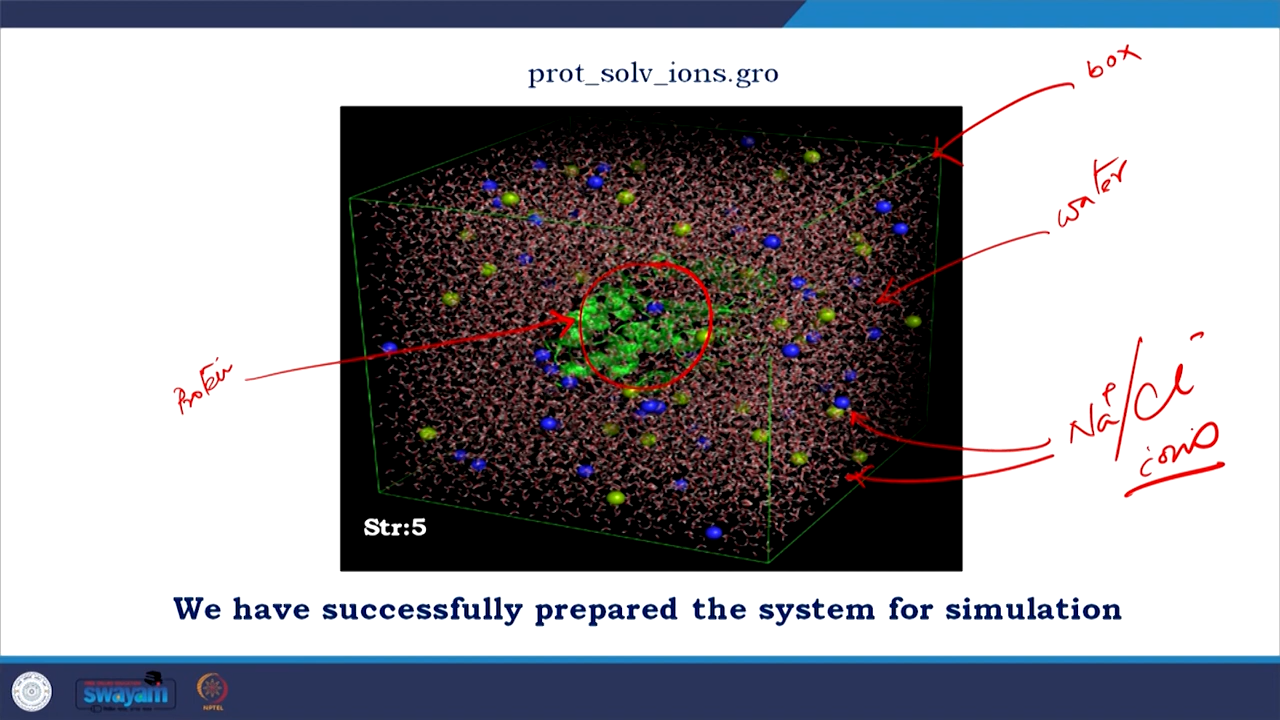 prot_solv_ions.gro
box
water
Protein
Na+/Cl-
ions
Str:5
We have successfully prepared the system for simulation
swayam
NPTEL